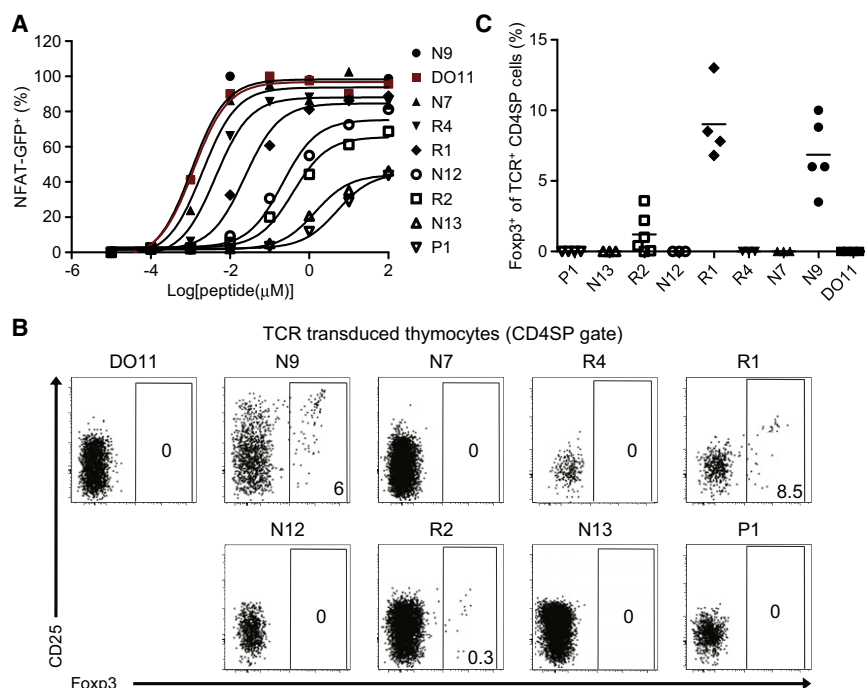 A
NFAT-GFP+ (%)
120
100
80
60
40
20
0
-6
-4
-2
0
2
Log[peptide(μM)]
N9
DO11
N7
R4
R1
N12
R2
N13
P1
C
Foxp3+ of TCR+ CD4SP cells (%)
15
10
5
0
P1
N13
R2
N12
R1
R4
N7
N9
DO11
B
TCR transduced thymocytes (CD4SP gate)
DO11
N9
N7
R4
R1
0
6
0
0
8.5
N12
R2
N13
P1
0
0.3
0
0
CD25
Foxp3